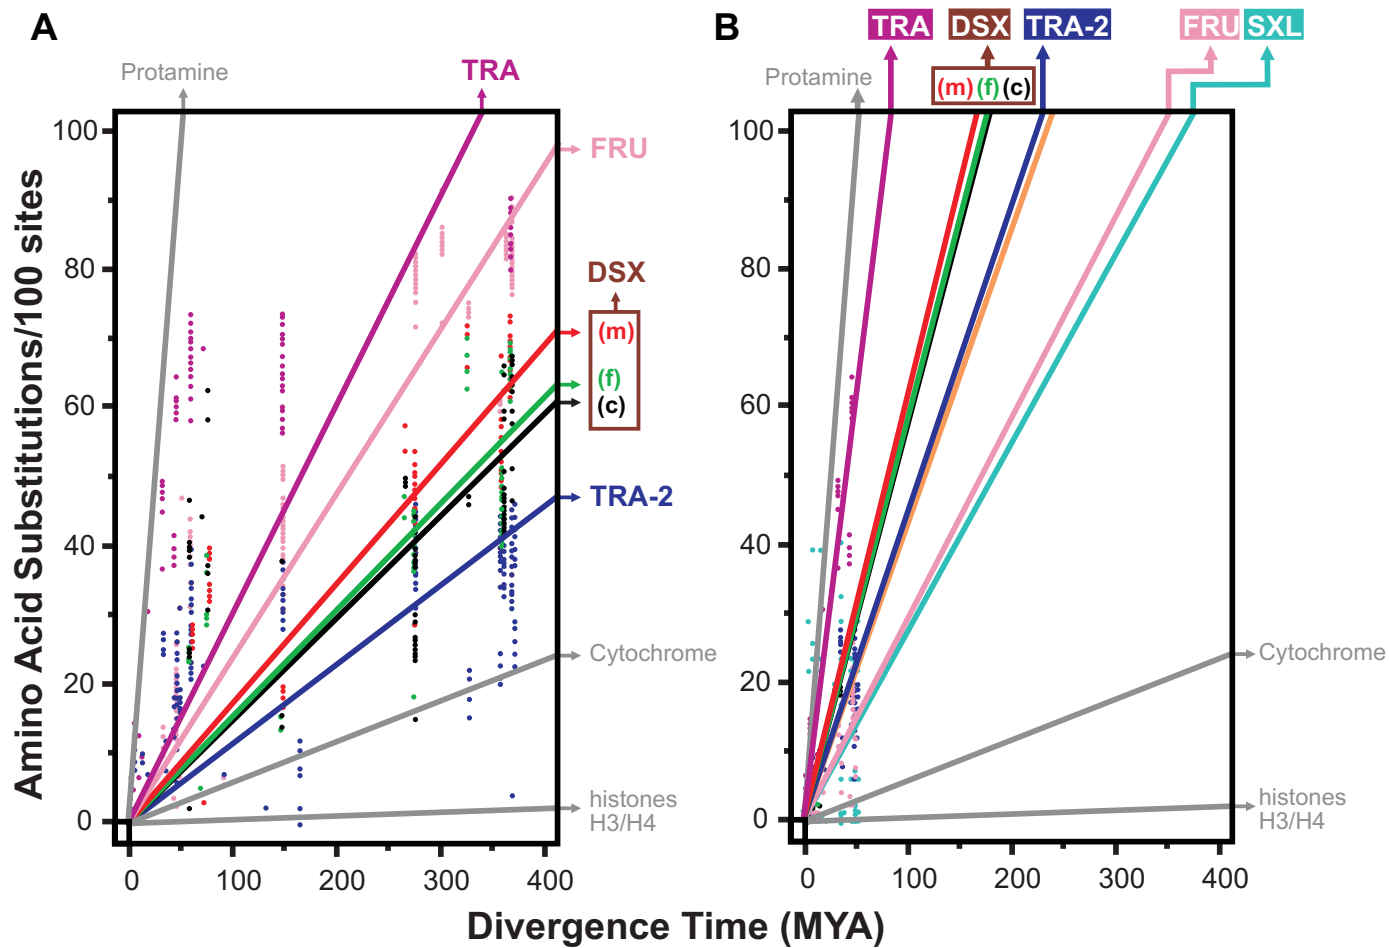 A
Protamine
TRA
FRU
DSX
(m)
(f)
(c)
TRA-2
Cytochrome
histones
H3/H4
100
80
60
40
20
0
0 100 200 300 400
Amino Acid Substitutions/100 sites
B
TRA DSX TRA-2 FRU SXL
Protamine
(m) (f) (c)
Cytochrome
histones
H3/H4
100
80
60
40
20
0
0 100 200 300 400
Divergence Time (MYA)